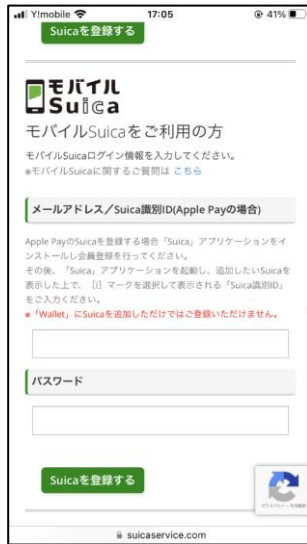 Y!mobile 17:05 41%
Suicaを登録する
モバイル
Suica
モバイルSuicaをご利用の方
モバイルSuicaログイン情報を入力してください。
※モバイルSuicaに関するご質問は こちら
メールアドレス／Suica識別ID(Apple Payの場合)
Apple PayのSuicaを登録する場合「Suica」アプリケーションをイ
ンストールし会員登録を行ってください。
その後、「Suica」アプリケーションを起動し、追加したいSuicaを
表示した上で、[i] マークを選択して表示される「Suica識別ID」
をご入力ください。
※「Wallet」にSuicaを追加しただけではご登録いただけません。
パスワード
Suicaを登録する
suicaservice.com